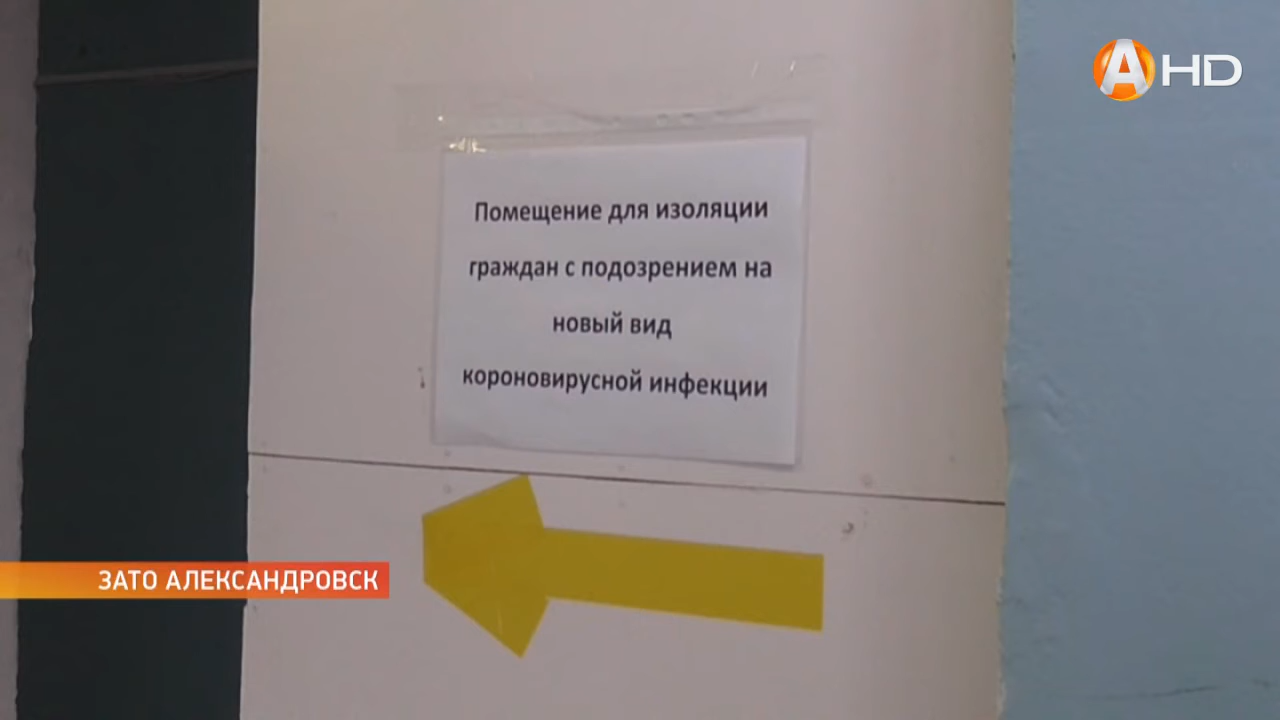 А HD
Помещение для изоляции
граждан с подозрением на
новый вид
короновирусной инфекции
ЗАТО АЛЕКСАНДРОВСК